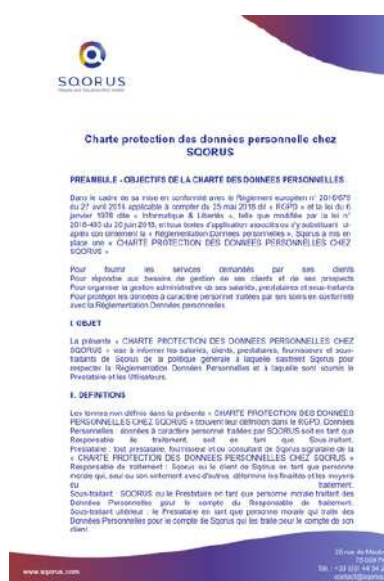 SQORUS
Charte protection des données personnelle chez
SQORUS
PREAMBULE - OBJECTIFS DE LA CHARTE DES DONNEES PERSONNELLES
Dans le cadre de sa mise en conformité avec le Règlement européen n° 2016/679
du 27 avril 2016 applicable à compter du 25 mai 2018 dit « RGPD » et la loi du 6
janvier 1978 dite « Informatique & Libertés », telle que modifiée par la loi n°
2018-493 du 20 juin 2018, et tous textes d'application associés ou s'y substituant ci-
après conjointement la « Réglementation Données personnelles », Sqorus a mis en
place une « CHARTE PROTECTION DES DONNEES PERSONNELLES CHEZ
SQORUS »
Pour fournir les services demandés par ses clients
Pour répondre aux besoins de gestion de ses clients et de ses prospects
Pour organiser la gestion administrative de ses salariés, prestataires et sous-traitants
Pour protéger les données à caractère personnel traitées par ses soins en conformité
avec la Réglementation Données personnelles
I. OBJET
La présente « CHARTE PROTECTION DES DONNEES PERSONNELLES CHEZ
SQORUS » vise à informer les salariés, clients, prestataires, fournisseurs et sous-
traitants de Sqorus de la politique générale à laquelle s'astreint Sqorus pour
respecter la Réglementation Données Personnelles et à laquelle sont soumis le
Prestataire et les Utilisateurs.
II. DEFINITIONS
Les termes non définis dans la présente « CHARTE PROTECTION DES DONNEES
PERSONNELLES CHEZ SQORUS » trouvent leur définition dans le RGPD. Données
Personnelles : données à caractère personnel traitées par SQORUS soit en tant que
Responsable de traitement, soit en tant que Sous-traitant.
Prestataire : tout prestataire, fournisseur et/ou consultant de Sqorus signataire de la
« CHARTE PROTECTION DES DONNEES PERSONNELLES CHEZ SQORUS »
Responsable de traitement : Sqorus ou le client de Sqorus en tant que personne
morale qui, seul ou conjointement avec d'autres, détermine les finalités et les moyens
du traitement.
Sous-traitant : SQORUS ou le Prestataire en tant que personne morale traitant des
Données Personnelles pour le compte du Responsable de traitement.
Sous-traitant ultérieur : le Prestataire en tant que personne morale qui traite des
Données Personnelles pour le compte de Sqorus qui les traite pour le compte de son
client.
www.sqorus.com